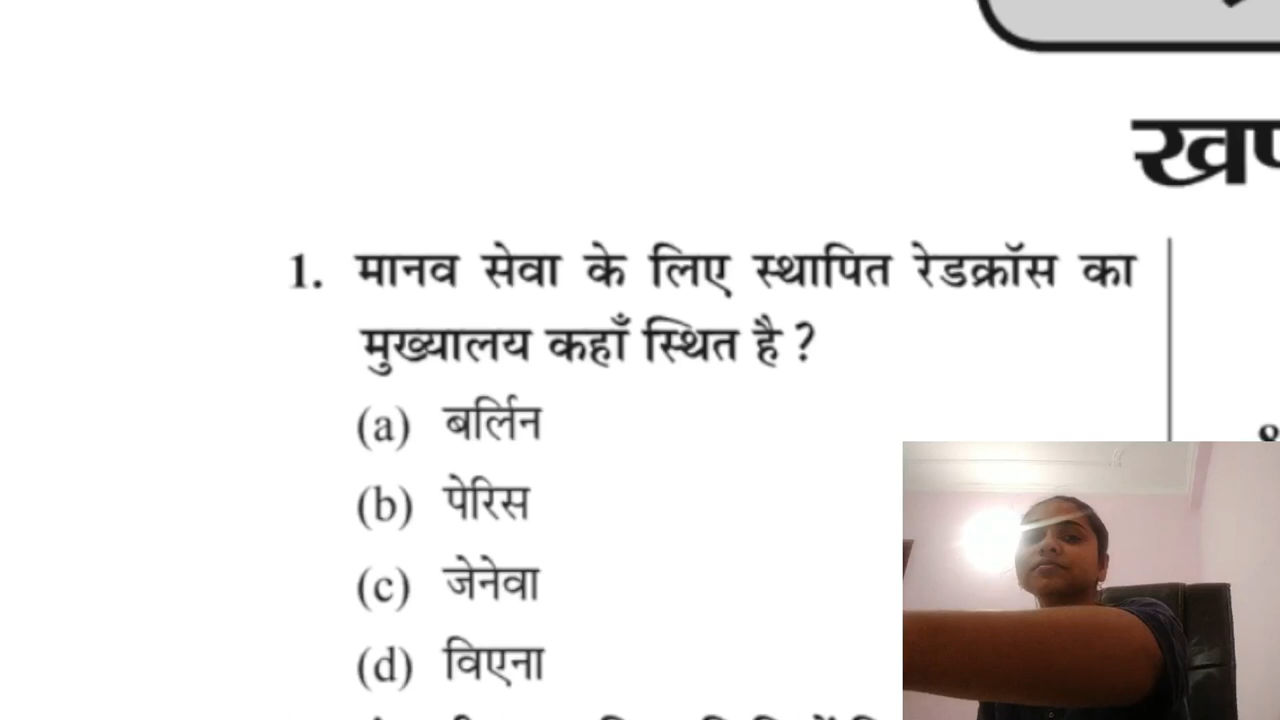 1. मानव सेवा के लिए स्थापित रेडक्रॉस का
मुख्यालय कहाँ स्थित है ?
(a) बर्लिन
(b) पेरिस
(c) जेनेवा
(d) विएना